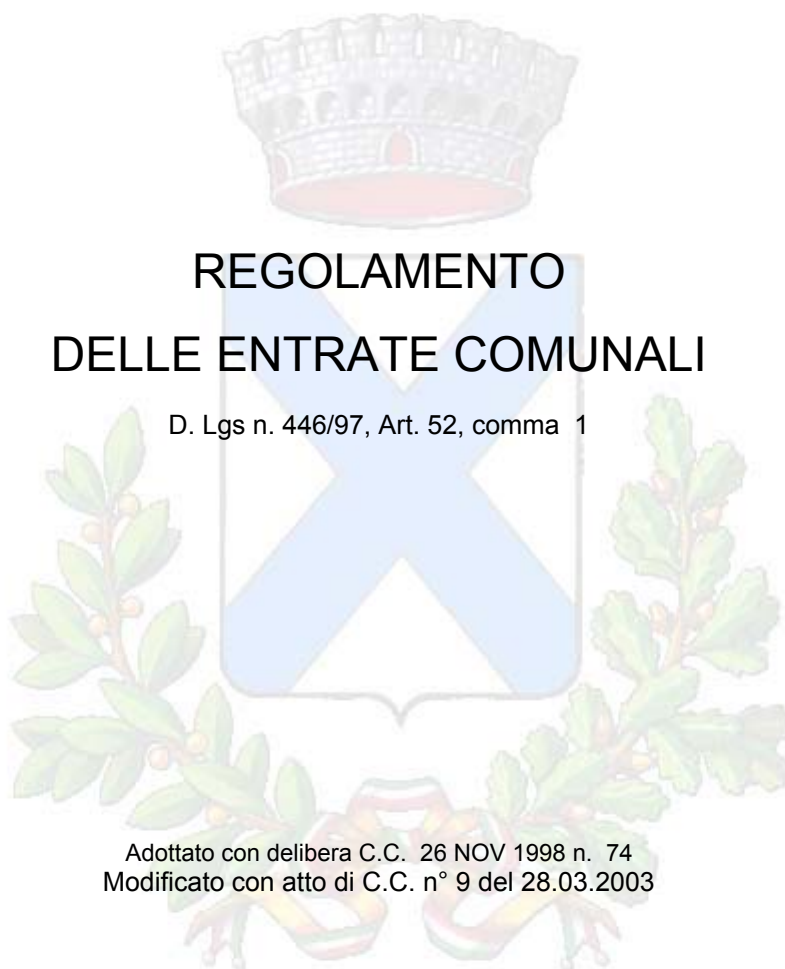 REGOLAMENTO
DELLE ENTRATE COMUNALI
D. Lgs n. 446/97, Art. 52, comma 1
Adottato con delibera C.C. 26 NOV 1998 n. 74
Modificato con atto di C.C. n° 9 del 28.03.2003